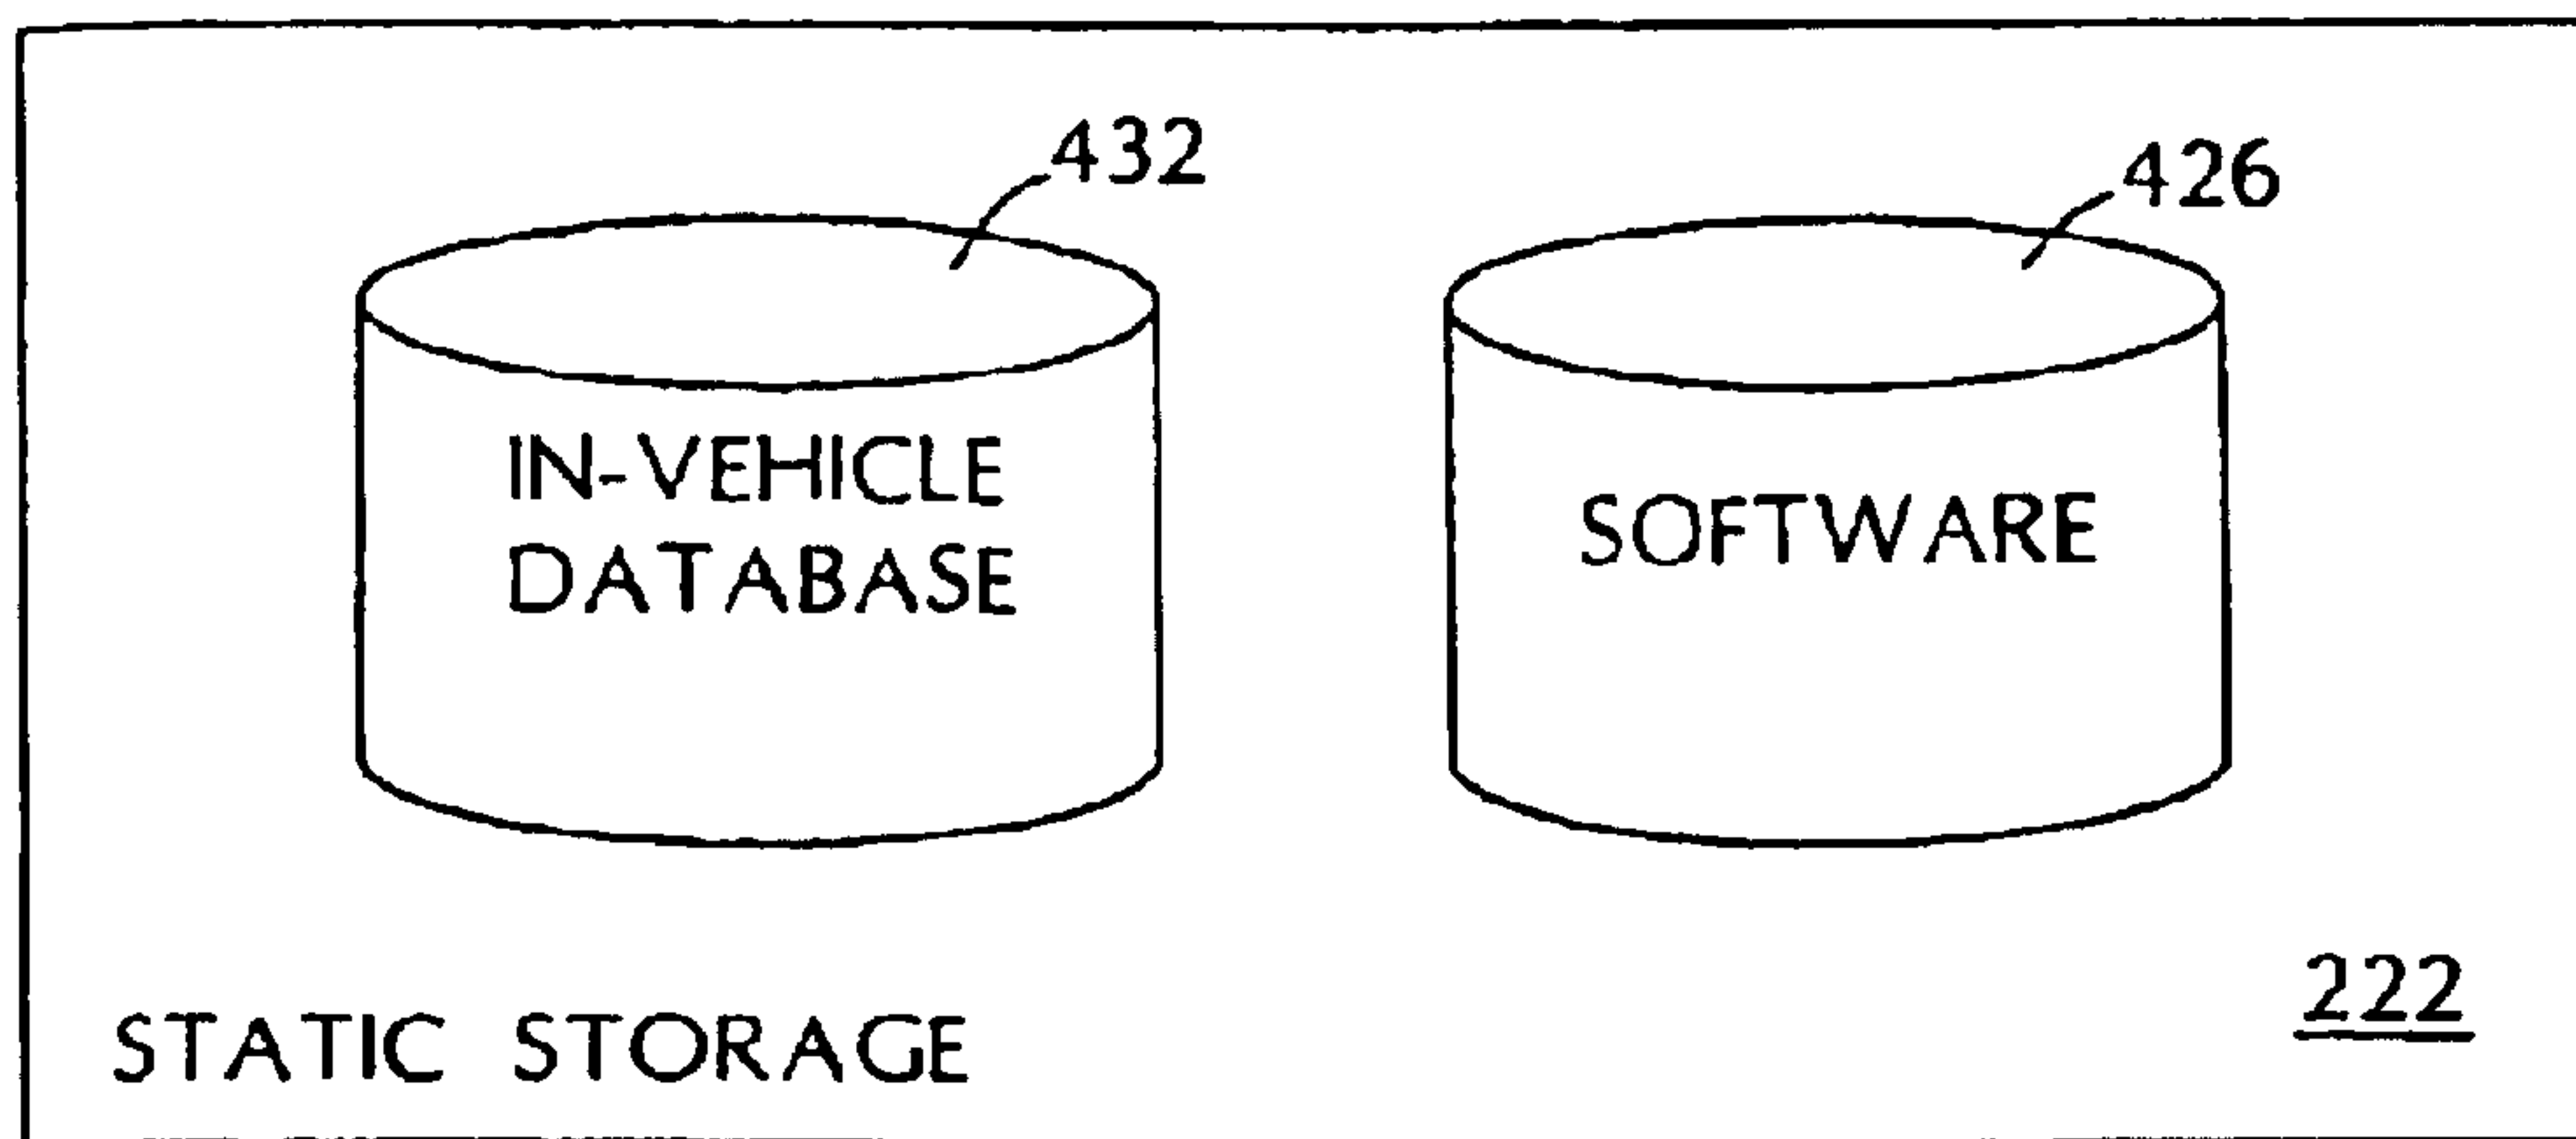 432
426
IN-VEHICLE
DATABASE
SOFTWARE
222
STATIC STORAGE